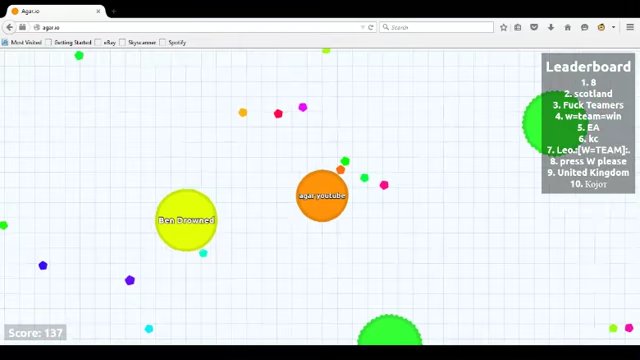 Agar.io
agar.io
Search
Most Visited
Getting Started
eBay
Skyscanner
Spotify
Leaderboard
1. 8
2. scotland
3. Fuck Teamers
4. w=team=win
5. EA
6. kc
7. Leo.:[W=TEAM]:.
8. press W please
9. United Kingdom
10. Kojot
agar youtube
Ben Drowned
Score: 137